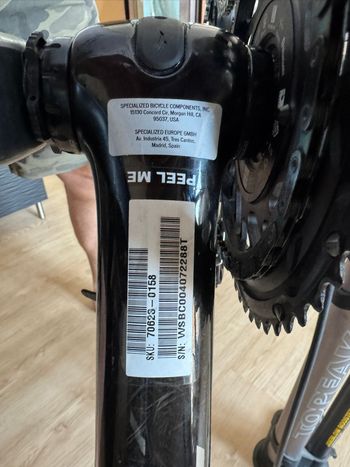 SPECIALIZED BICYCLE COMPONENTS, INC.
15130 Concord Cir, Morgan Hill, CA
95037, USA
SPECIALIZED EUROPE GMBH
Av. Industria 45, Tres Cantos,
Madrid, Spain
PEEL ME
SKU: 70623-0158
S/N: WSBC004072288T
TOPEAK